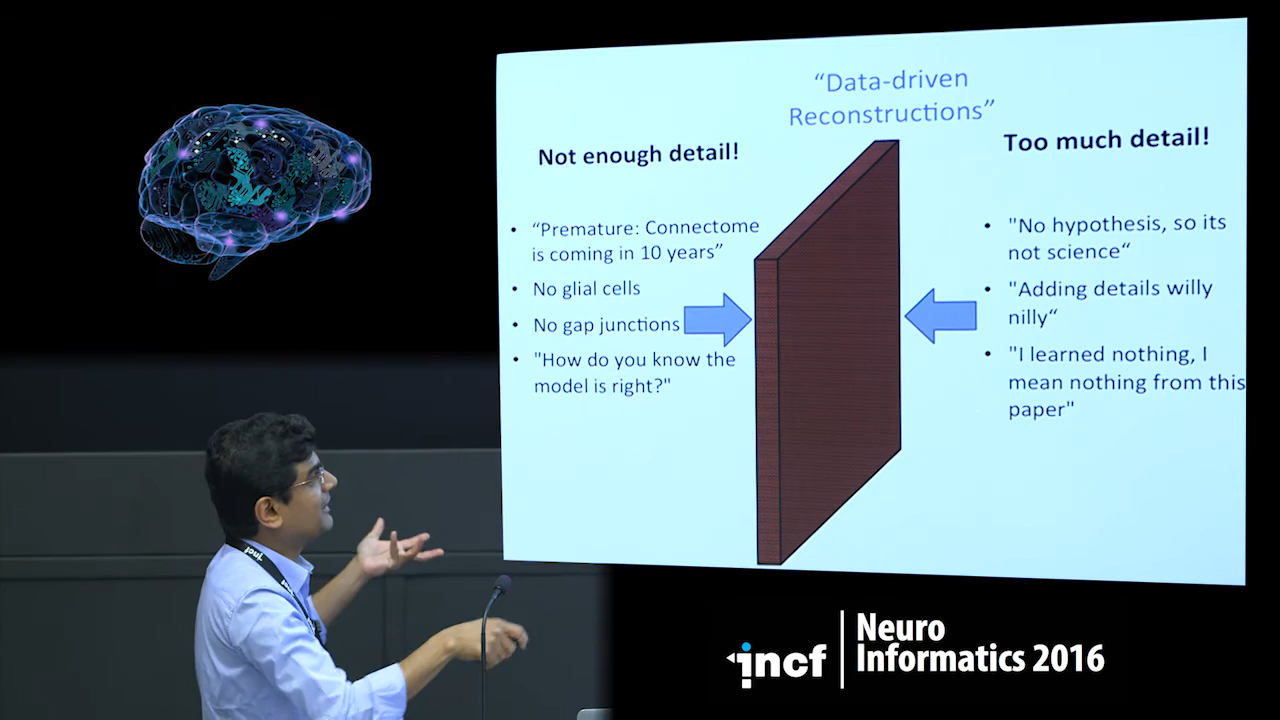 “Data-driven
Reconstructions”
Not enough detail!
“Premature: Connectome
is coming in 10 years”
No glial cells
No gap junctions
"How do you know the
model is right?"
Too much detail!
"No hypothesis, so its
not science“
"Adding details willy
nilly“
"I learned nothing, I
mean nothing from this
paper"
incf
incf
Neuro
Informatics 2016